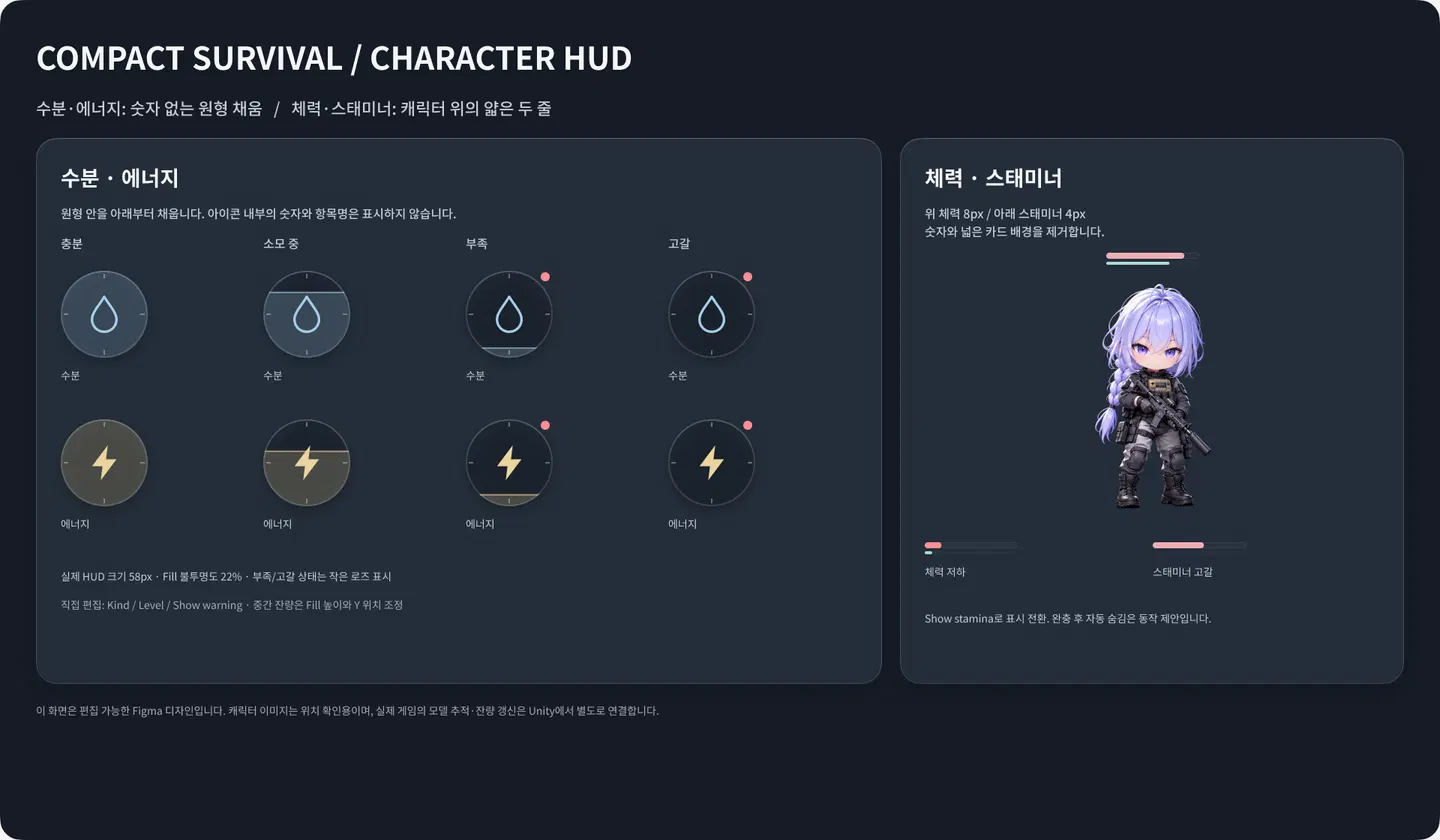 COMPACT SURVIVAL / CHARACTER HUD
수분·에너지: 숫자 없는 원형 채움 / 체력·스태미너: 캐릭터 위의 얇은 두 줄
수분 · 에너지
원형 안을 아래부터 채웁니다. 아이콘 내부의 숫자와 항목명은 표시하지 않습니다.
충분
소모 중
부족
고갈
수분
수분
수분
수분
에너지
에너지
에너지
에너지
실제 HUD 크기 58px · Fill 불투명도 22% · 부족/고갈 상태는 작은 로즈 표시
직접 편집: Kind / Level / Show warning · 중간 잔량은 Fill 높이와 Y 위치 조정
체력 · 스태미너
위 체력 8px / 아래 스태미너 4px
숫자와 넓은 카드 배경을 제거합니다.
체력 저하
스태미너 고갈
Show stamina로 표시 전환. 완충 후 자동 숨김은 동작 제안입니다.
이 화면은 편집 가능한 Figma 디자인입니다. 캐릭터 이미지는 위치 확인용이며, 실제 게임의 모델 추적·잔량 갱신은 Unity에서 별도로 연결합니다.